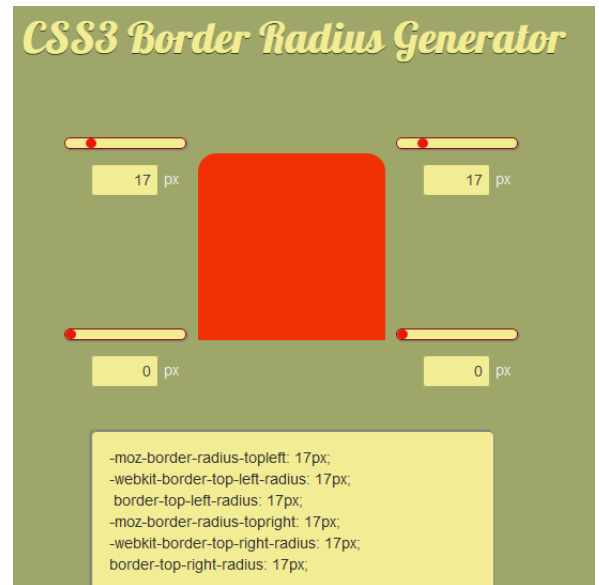 CSS3 Border Radius Generator
17 px 17 px
0 px 0 px
-moz-border-radius-topleft: 17px;
-webkit-border-top-left-radius: 17px;
border-top-left-radius: 17px;
-moz-border-radius-topright: 17px;
-webkit-border-top-right-radius: 17px;
border-top-right-radius: 17px;